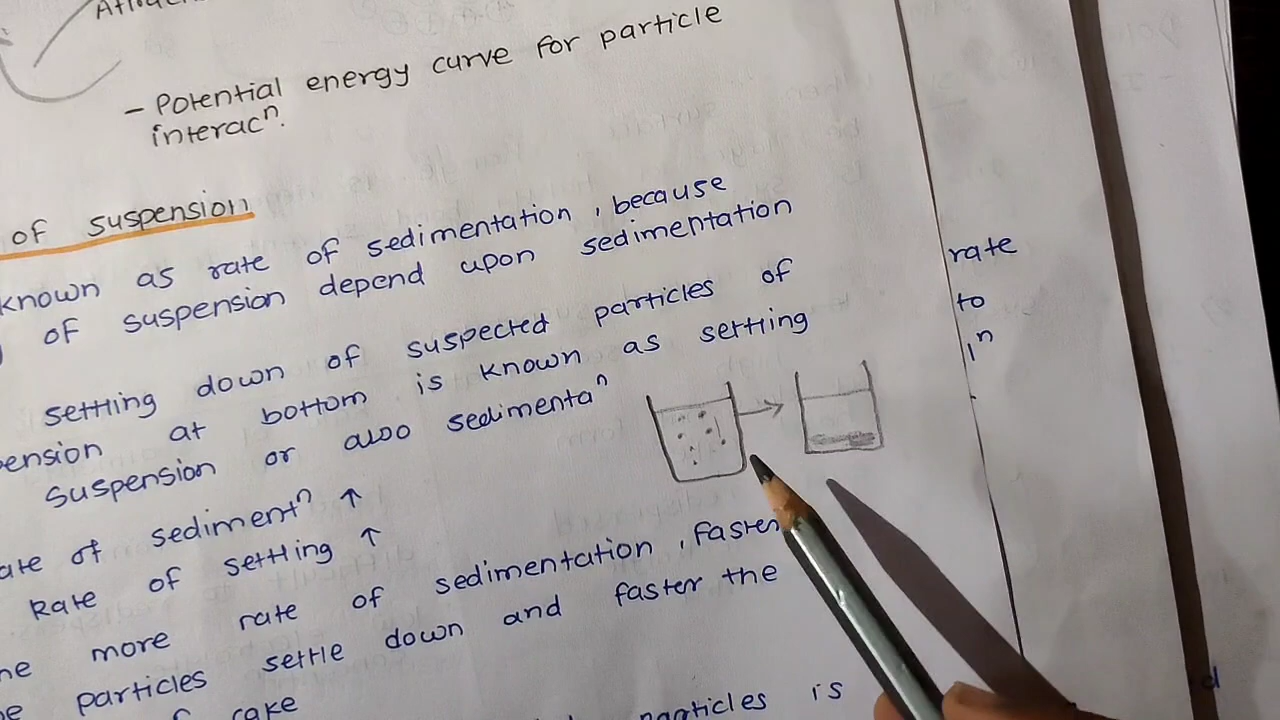 - Potential energy curve for particle
interacⁿ.
of suspension
known as rate of sedimentation, because
of suspension depend upon sedimentation
settling down of suspected particles of
pension at bottom is known as settling
suspension or also sedimentaⁿ
ate of sedimentⁿ ↑
Rate of settling ↑
more rate of sedimentation, faster
particles settle down and faster the
cake
particles is
rate
to
1ⁿ